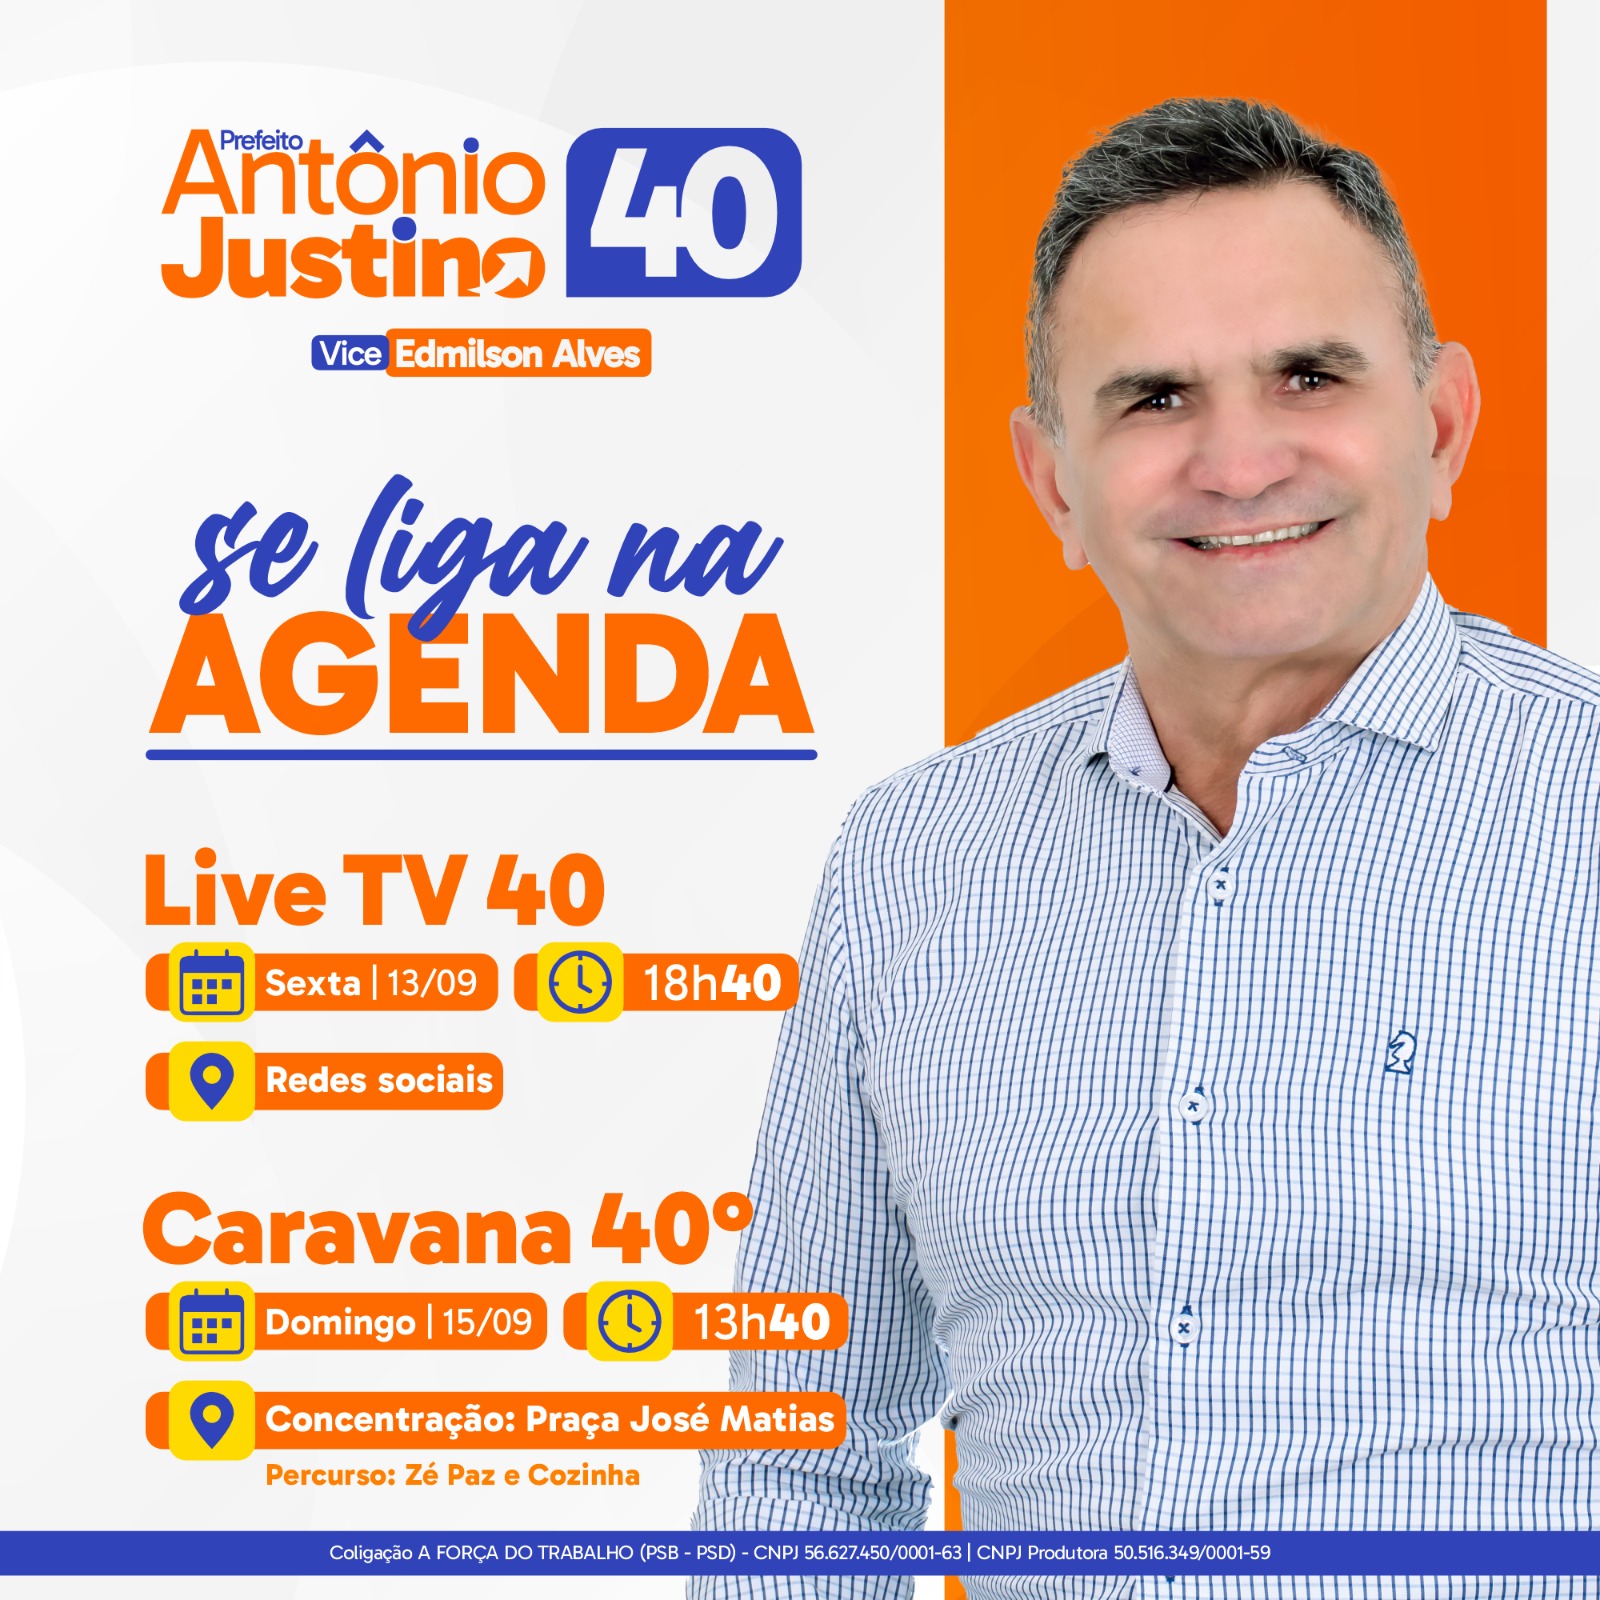 Prefeito
Antônio
Justino
40
Vice Edmilson Alves
se liga na
AGENDA
Live TV 40
Sexta | 13/09 18h40
Redes sociais
Caravana 40°
Domingo | 15/09 13h40
Concentração: Praça José Matias
Percurso: Zé Paz e Cozinha
Coligação A FORÇA DO TRABALHO (PSB - PSD) - CNPJ 56.627.450/0001-63 | CNPJ Produtora 50.516.349/0001-59